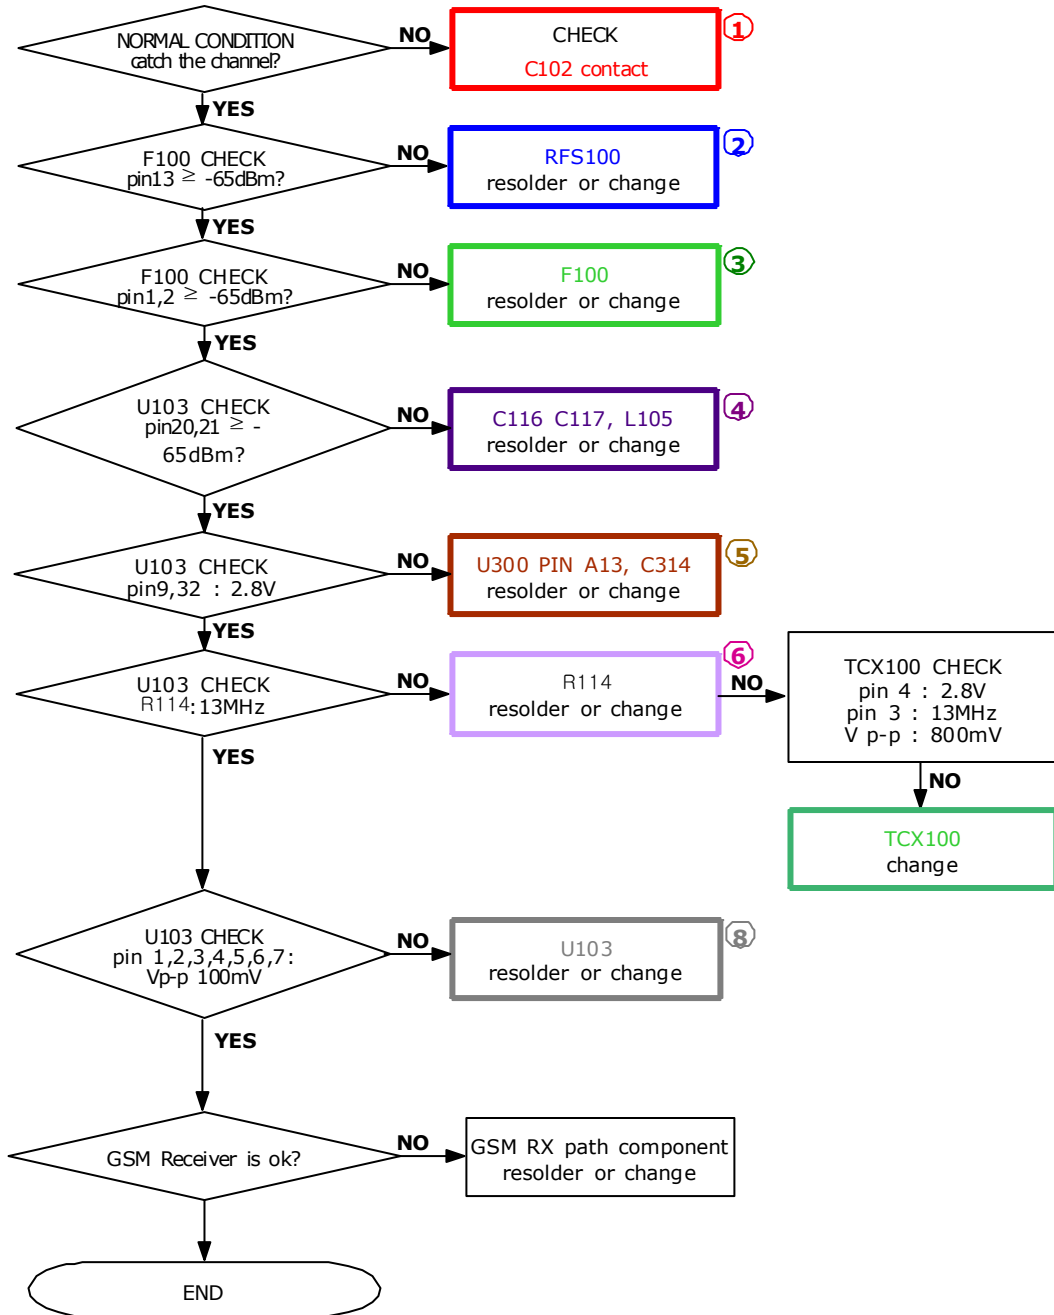 NORMAL CONDITION
catch the channel?
NO
CHECK
C102 contact
1
YES
F100 CHECK
pin13 ≥ -65dBm?
NO
RFS100
resolder or change
2
YES
F100 CHECK
pin1,2 ≥ -65dBm?
NO
F100
resolder or change
3
YES
U103 CHECK
pin20,21 ≥ -
65dBm?
NO
C116 C117, L105
resolder or change
4
YES
U103 CHECK
pin9,32 : 2.8V
NO
U300 PIN A13, C314
resolder or change
5
YES
U103 CHECK
R114:13MHz
NO
R114
resolder or change
6
NO
TCX100 CHECK
pin 4 : 2.8V
pin 3 : 13MHz
V p-p : 800mV
NO
TCX100
change
YES
U103 CHECK
pin 1,2,3,4,5,6,7:
Vp-p 100mV
NO
U103
resolder or change
8
YES
GSM Receiver is ok?
NO
GSM RX path component
resolder or change
END